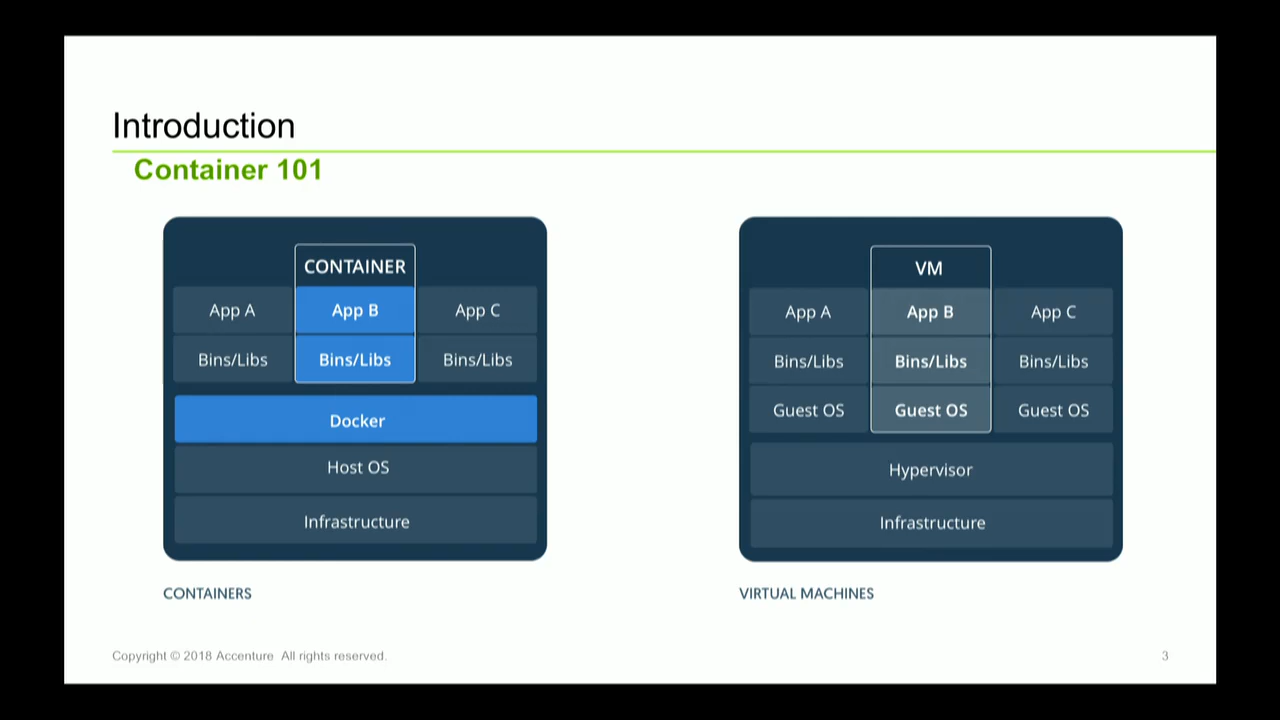 Introduction
Container 101
CONTAINER
App A App B App C
Bins/Libs Bins/Libs Bins/Libs
Docker
Host OS
Infrastructure
CONTAINERS
VM
App A App B App C
Bins/Libs Bins/Libs Bins/Libs
Guest OS Guest OS Guest OS
Hypervisor
Infrastructure
VIRTUAL MACHINES
Copyright © 2018 Accenture All rights reserved.
3